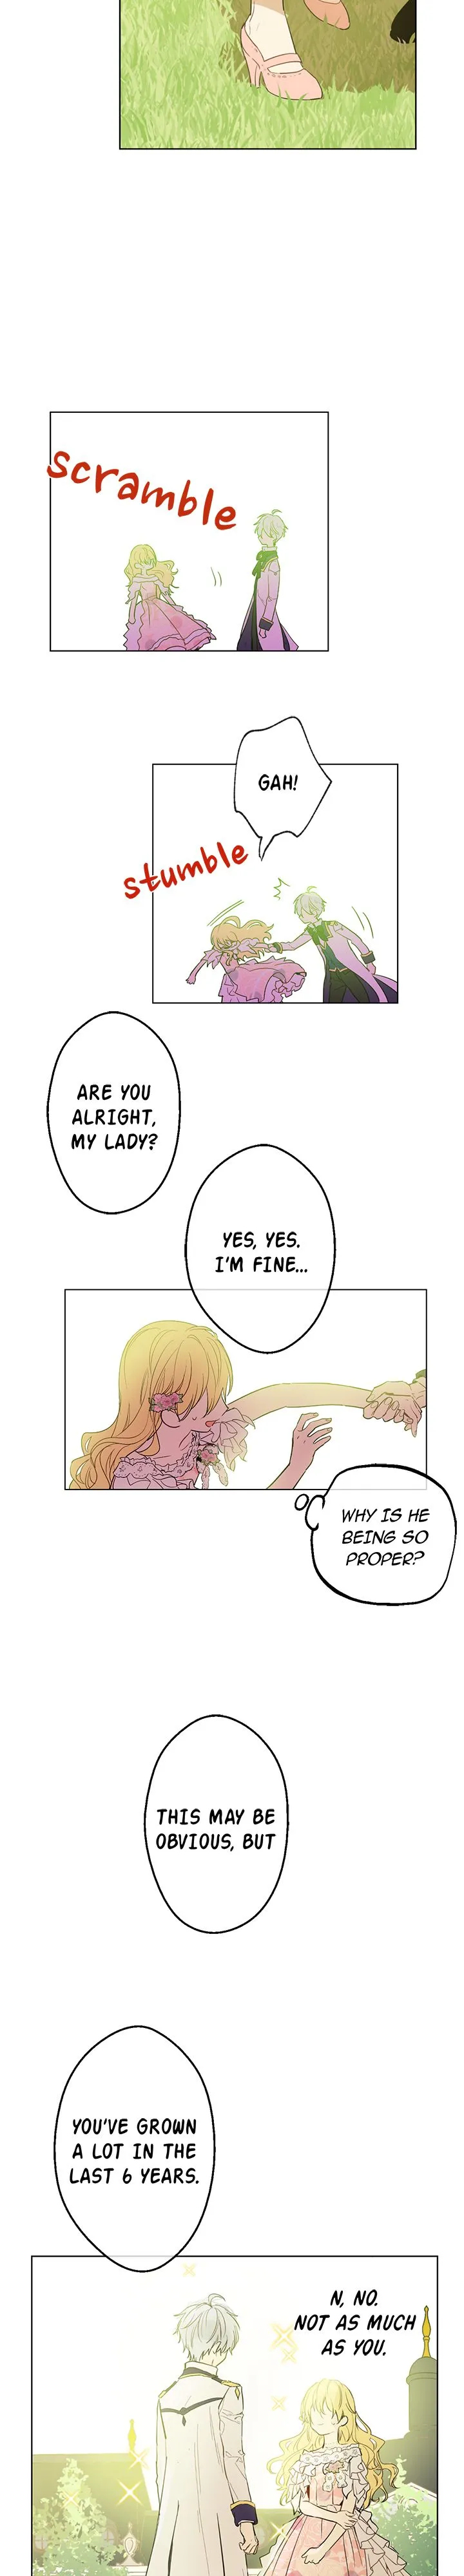 scramble
GAH!
stumble
ARE YOU
ALRIGHT,
MY LADY?
YES, YES.
I'M FINE...
WHY IS HE
BEING SO
PROPER?
THIS MAY BE
OBVIOUS, BUT
YOU'VE GROWN
A LOT IN THE
LAST 6 YEARS.
N, NO.
NOT AS MUCH
AS YOU.